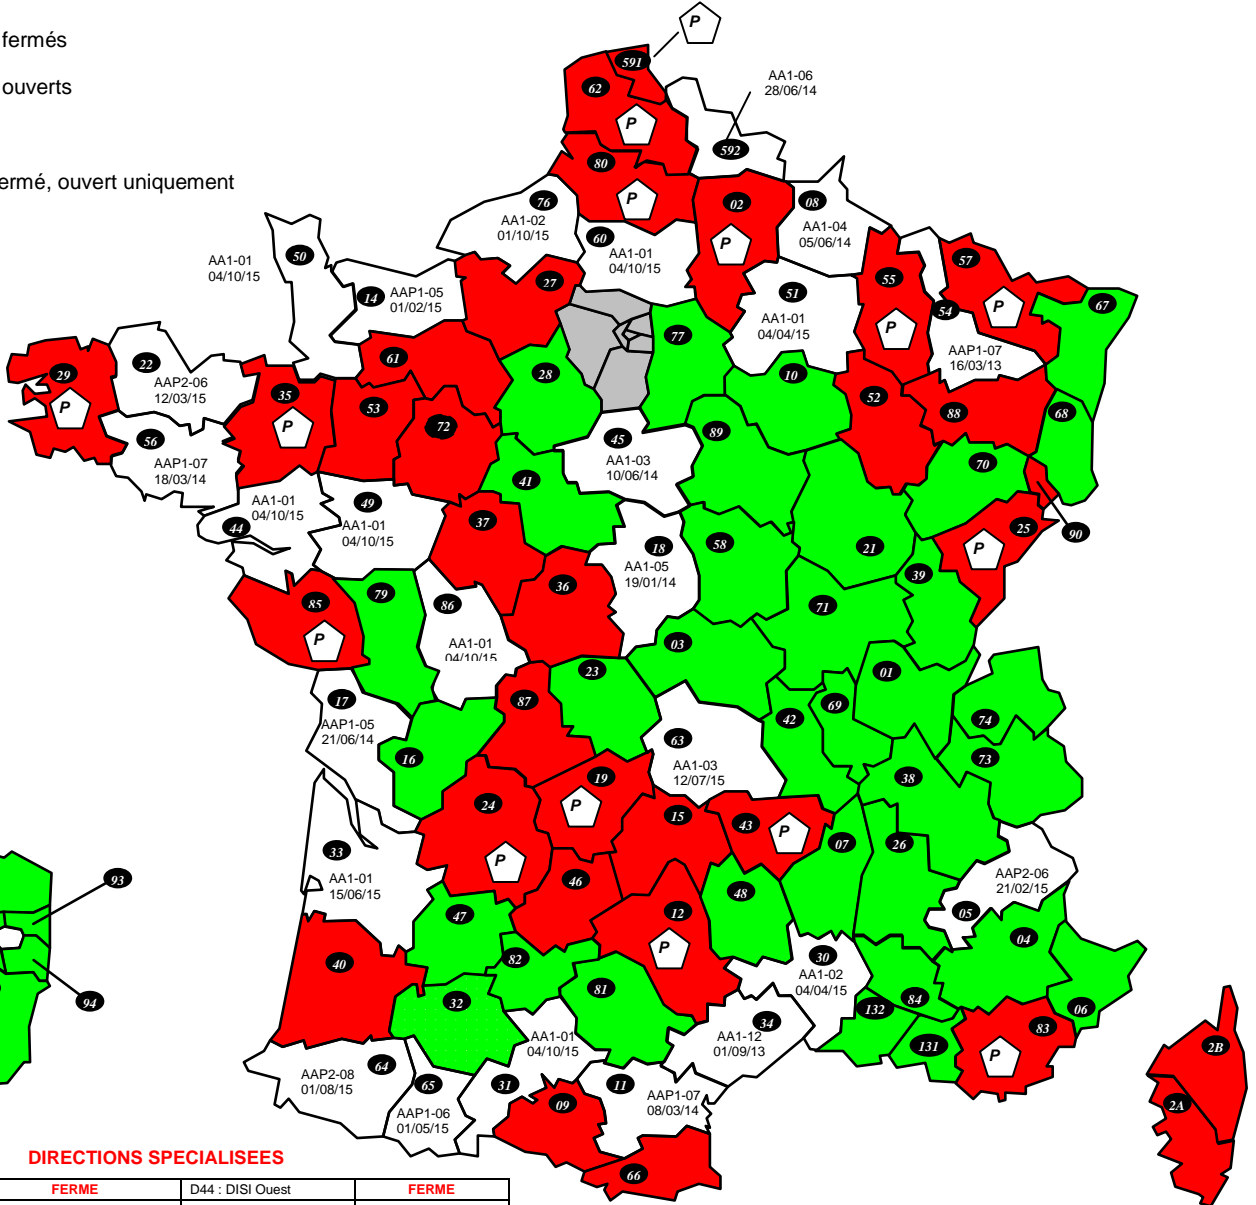 fermés
ouverts
ermé, ouvert uniquement
P
591
62
P
AA1-06
28/06/14
592
80
P
76
AA1-02
01/10/15
60
AA1-01
04/10/15
02
P
08
AA1-04
05/06/14
50
AA1-01
04/10/15
14
AAP1-05
01/02/15
27
51
AA1-01
04/04/15
55
P
57
P
54
AAP1-07
16/03/13
67
77
61
28
10
52
88
68
29
P
22
AAP2-06
12/03/15
35
P
53
72
56
AAP1-07
18/03/14
45
AA1-03
10/06/14
89
70
41
44
AA1-01
04/10/15
49
AA1-01
04/10/15
37
18
AA1-05
19/01/14
58
21
25
P
90
39
36
85
P
79
86
AA1-01
04/10/15
71
03
23
01
87
17
AAP1-05
21/06/14
69
42
74
16
63
AA1-03
12/07/15
73
38
19
P
24
P
15
43
P
07
26
33
AA1-01
15/06/15
46
48
AAP2-06
21/02/15
05
93
47
12
P
04
40
82
30
AA1-02
04/04/15
94
32
81
84
132
06
AA1-01
04/10/15
34
AA1-12
01/09/13
131
83
P
2B
64
AAP2-08
01/08/15
65
AAP1-06
01/05/15
31
09
11
AAP1-07
08/03/14
2A
66
DIRECTIONS SPECIALISEES
FERME
D44 : DISI Ouest
FERME